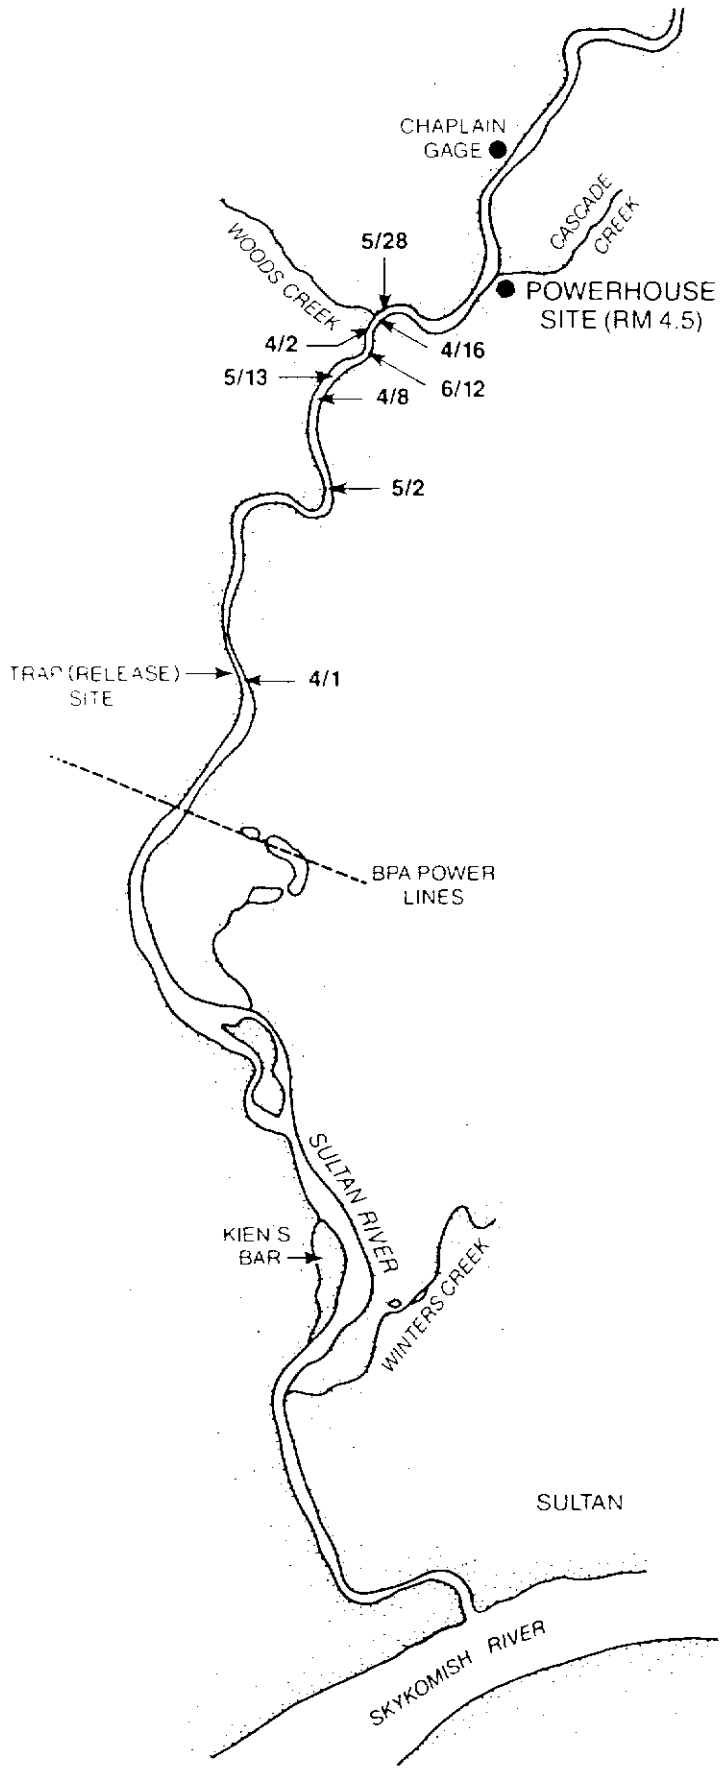 CHAPLAIN
GAGE
CASCADE
CREEK
WOODS CREEK
5/28
POWERHOUSE
SITE (RM 4.5)
4/2
4/16
5/13
6/12
4/8
5/2
(RELEASE)
SITE
4/1
BPA POWER
LINES
SULTAN RIVER
KIEN'S
BAR
WINTERS CREEK
SULTAN
SKYKOMISH RIVER